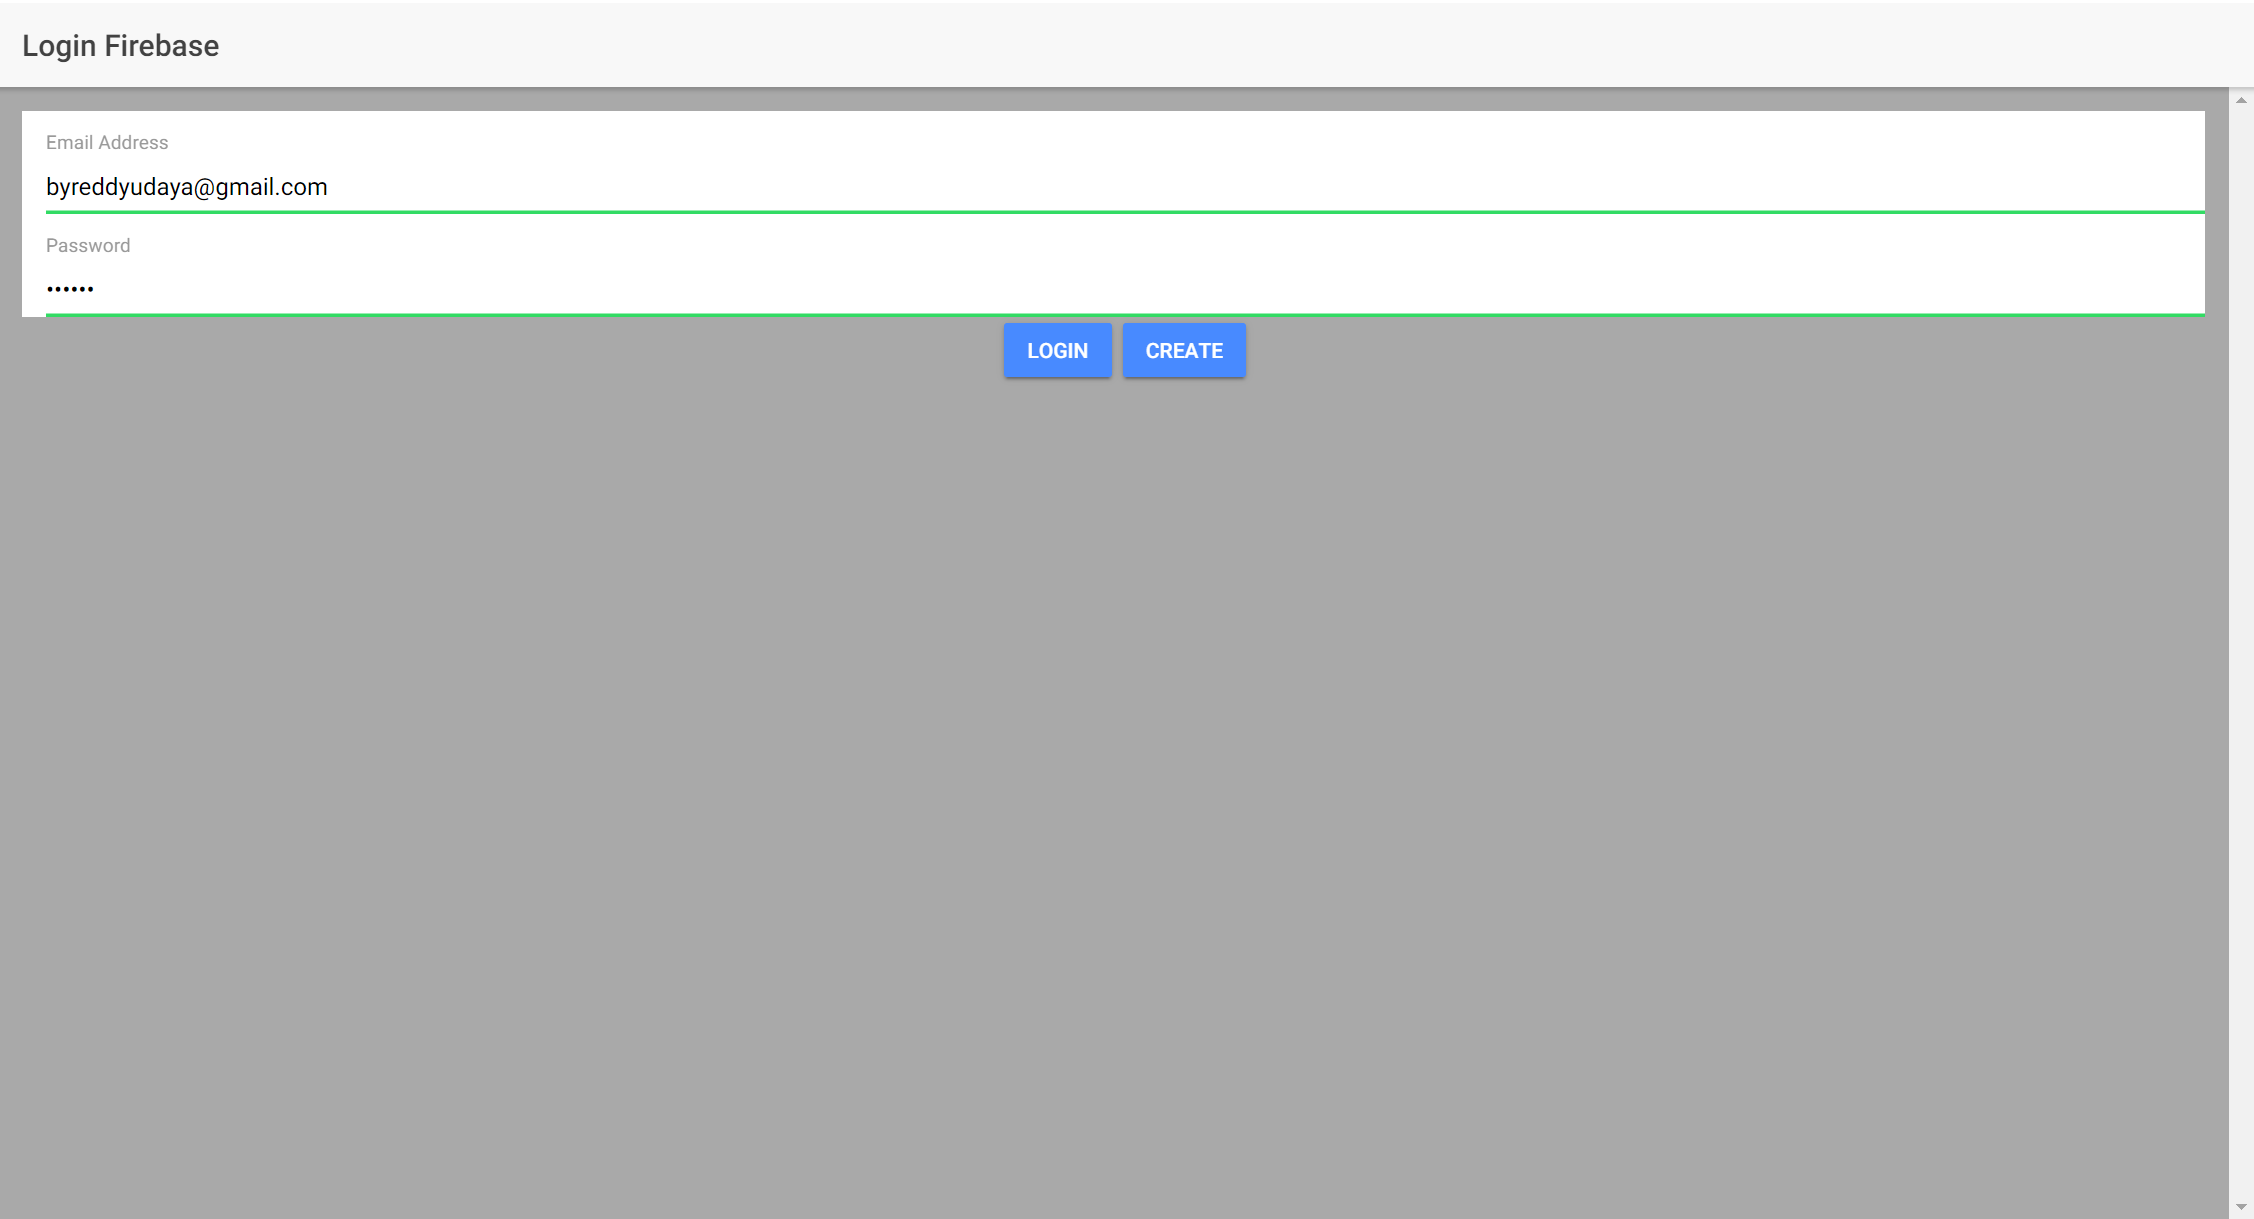 Login Firebase
Email Address
byreddyudaya@gmail.com
Password
••••••
LOGIN CREATE